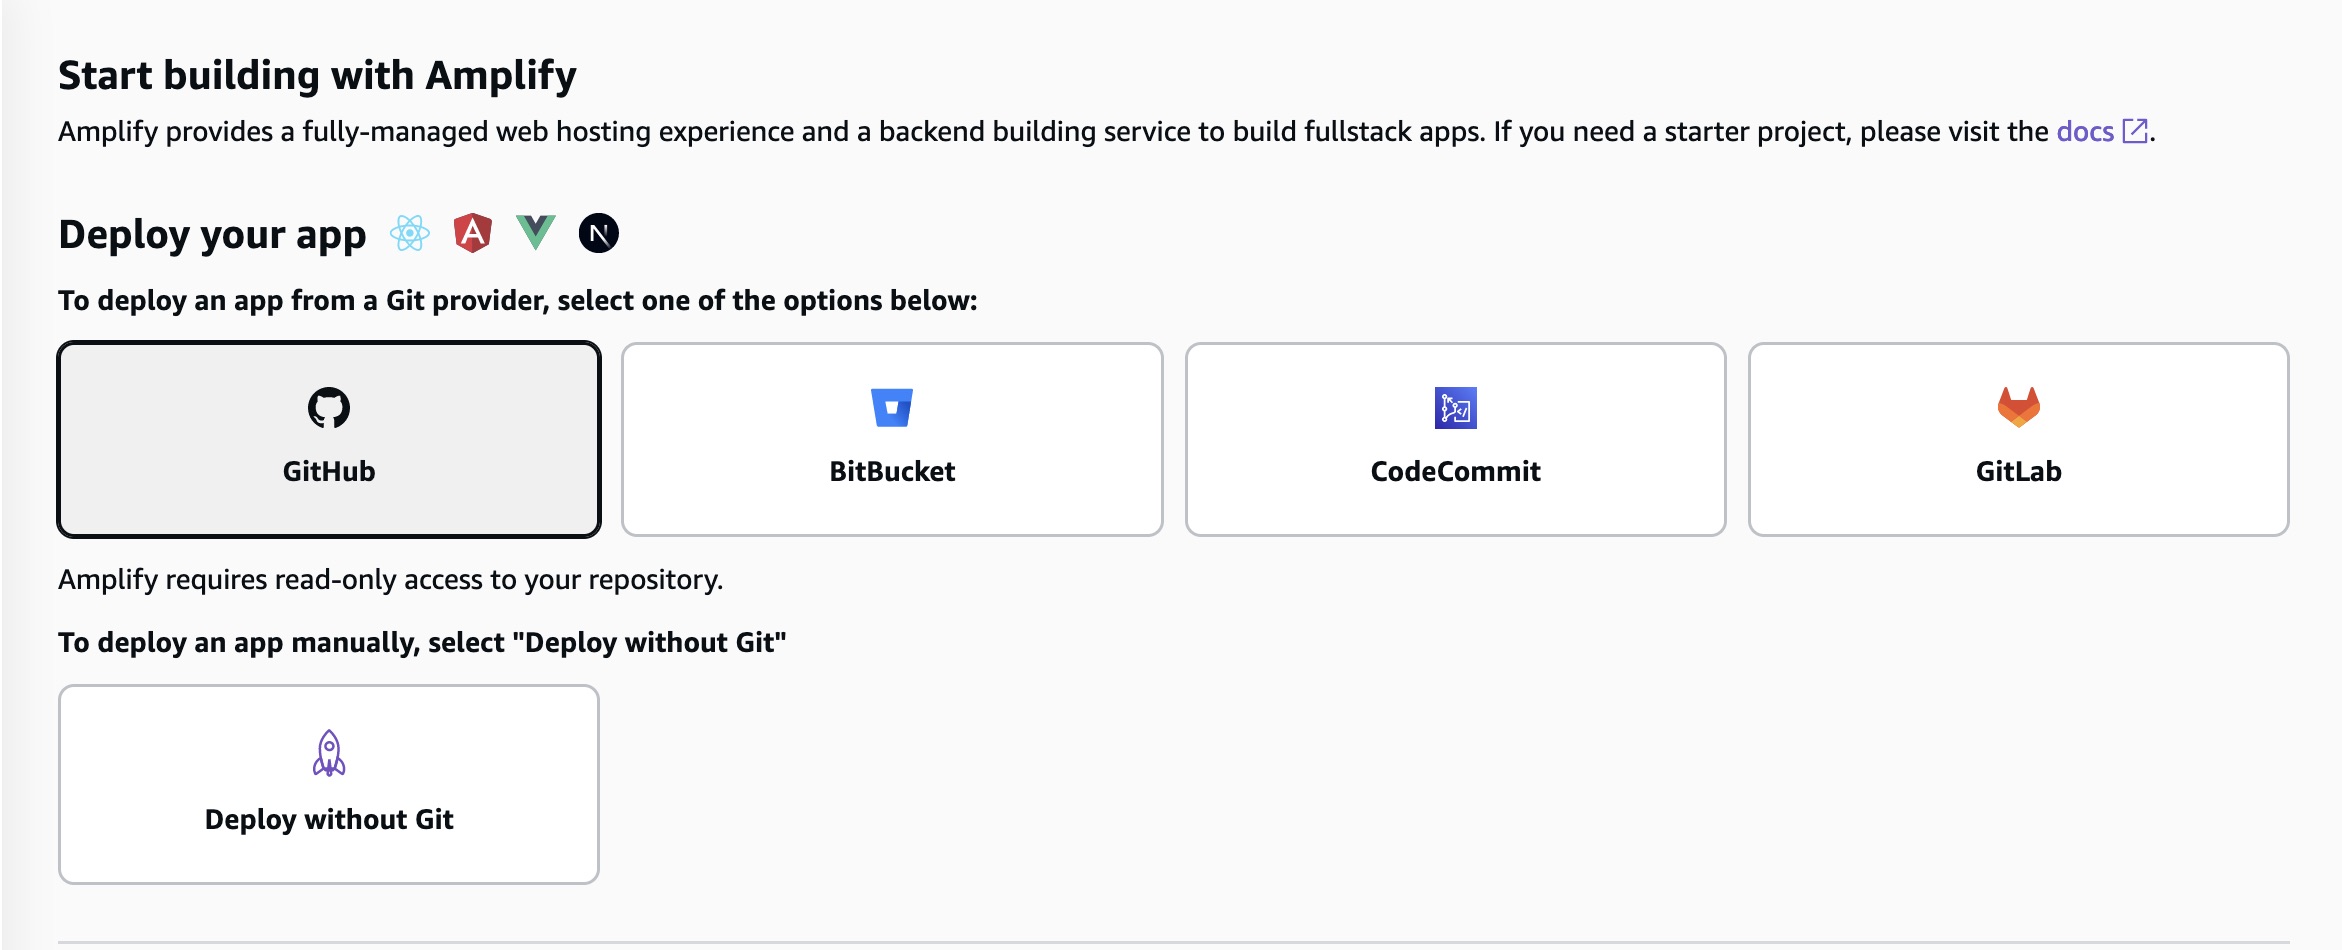 Start building with Amplify
Amplify provides a fully-managed web hosting experience and a backend building service to build fullstack apps. If you need a starter project, please visit the docs.
Deploy your app
To deploy an app from a Git provider, select one of the options below:
GitHub
BitBucket
CodeCommit
GitLab
Amplify requires read-only access to your repository.
To deploy an app manually, select "Deploy without Git"
Deploy without Git